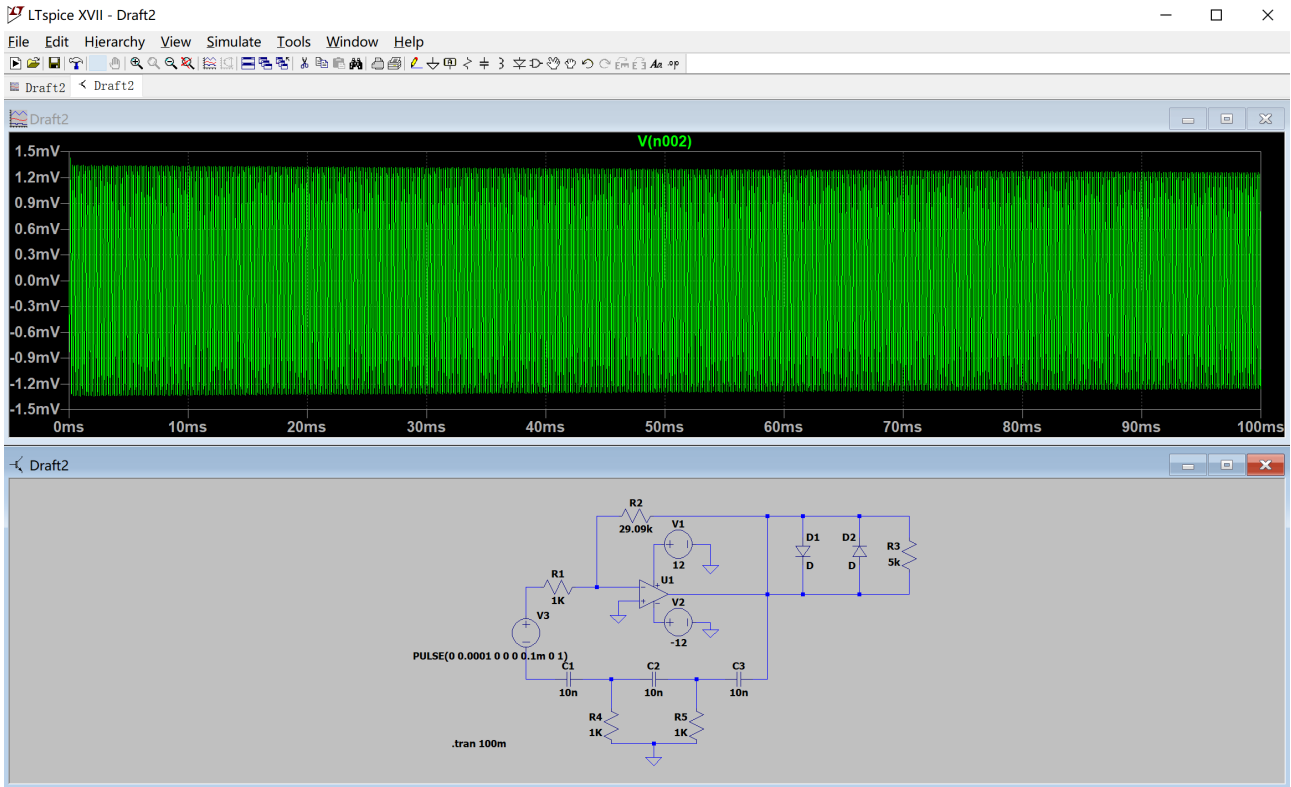 LTspice XVII - Draft2
File Edit Hierarchy View Simulate Tools Window Help
Draft2 Draft2
Draft2
V(n002)
1.5mV
1.2mV
0.9mV
0.6mV
0.3mV
0.0mV
-0.3mV
-0.6mV
-0.9mV
-1.2mV
-1.5mV
0ms 10ms 20ms 30ms 40ms 50ms 60ms 70ms 80ms 90ms 100ms
Draft2
R2
29.09k
V1
12
D1
D
D2
D
R3
5k
R1
1K
U1
V2
-12
V3
PULSE(0 0.0001 0 0 0 0.1m 0 1)
C1
10n
C2
10n
C3
10n
R4
1K
R5
1K
.tran 100m